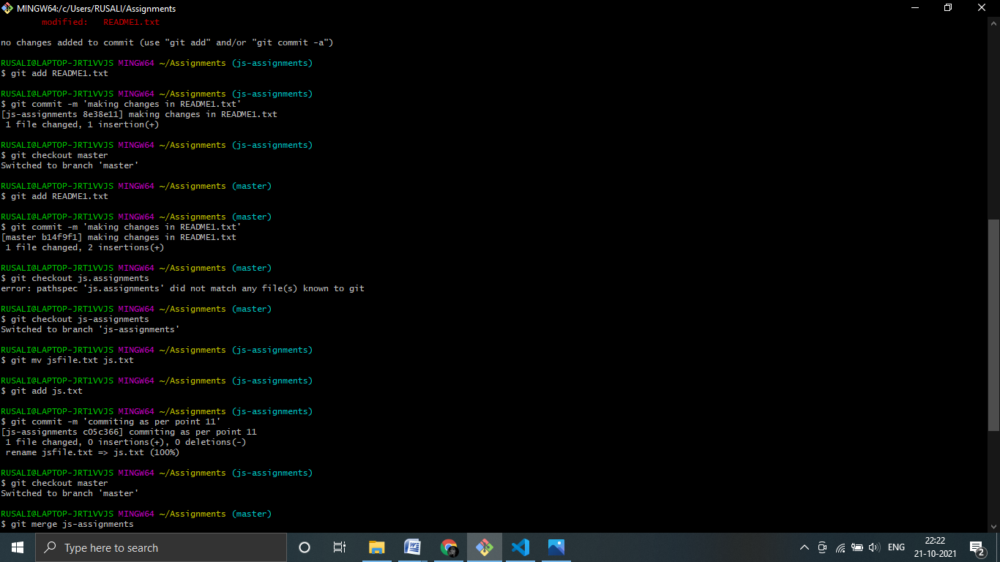 MINGW64:/c/Users/RUSALI/Assignments
modified: README1.txt
no changes added to commit (use "git add" and/or "git commit -a")
RUSALI@LAPTOP-JRT1VVJS MINGW64 ~/Assignments (js-assignments)
$ git add README1.txt
RUSALI@LAPTOP-JRT1VVJS MINGW64 ~/Assignments (js-assignments)
$ git commit -m 'making changes in README1.txt'
[js-assignments 8e38e11] making changes in README1.txt
1 file changed, 1 insertion(+)
RUSALI@LAPTOP-JRT1VVJS MINGW64 ~/Assignments (js-assignments)
$ git checkout master
Switched to branch 'master'
RUSALI@LAPTOP-JRT1VVJS MINGW64 ~/Assignments (master)
$ git add README1.txt
RUSALI@LAPTOP-JRT1VVJS MINGW64 ~/Assignments (master)
$ git commit -m 'making changes in README1.txt'
[master b14f9f1] making changes in README1.txt
1 file changed, 2 insertions(+)
RUSALI@LAPTOP-JRT1VVJS MINGW64 ~/Assignments (master)
$ git checkout js.assignments
error: pathspec 'js.assignments' did not match any file(s) known to git
RUSALI@LAPTOP-JRT1VVJS MINGW64 ~/Assignments (master)
$ git checkout js-assignments
Switched to branch 'js-assignments'
RUSALI@LAPTOP-JRT1VVJS MINGW64 ~/Assignments (js-assignments)
$ git mv jsfile.txt js.txt
RUSALI@LAPTOP-JRT1VVJS MINGW64 ~/Assignments (js-assignments)
$ git add js.txt
RUSALI@LAPTOP-JRT1VVJS MINGW64 ~/Assignments (js-assignments)
$ git commit -m 'commiting as per point 11'
[js-assignments c05c366] commiting as per point 11
1 file changed, 0 insertions(+), 0 deletions(-)
rename jsfile.txt => js.txt (100%)
RUSALI@LAPTOP-JRT1VVJS MINGW64 ~/Assignments (js-assignments)
$ git checkout master
Switched to branch 'master'
RUSALI@LAPTOP-JRT1VVJS MINGW64 ~/Assignments (master)
$ git merge js-assignments
Type here to search
W
ENG
22:22
21-10-2021
2